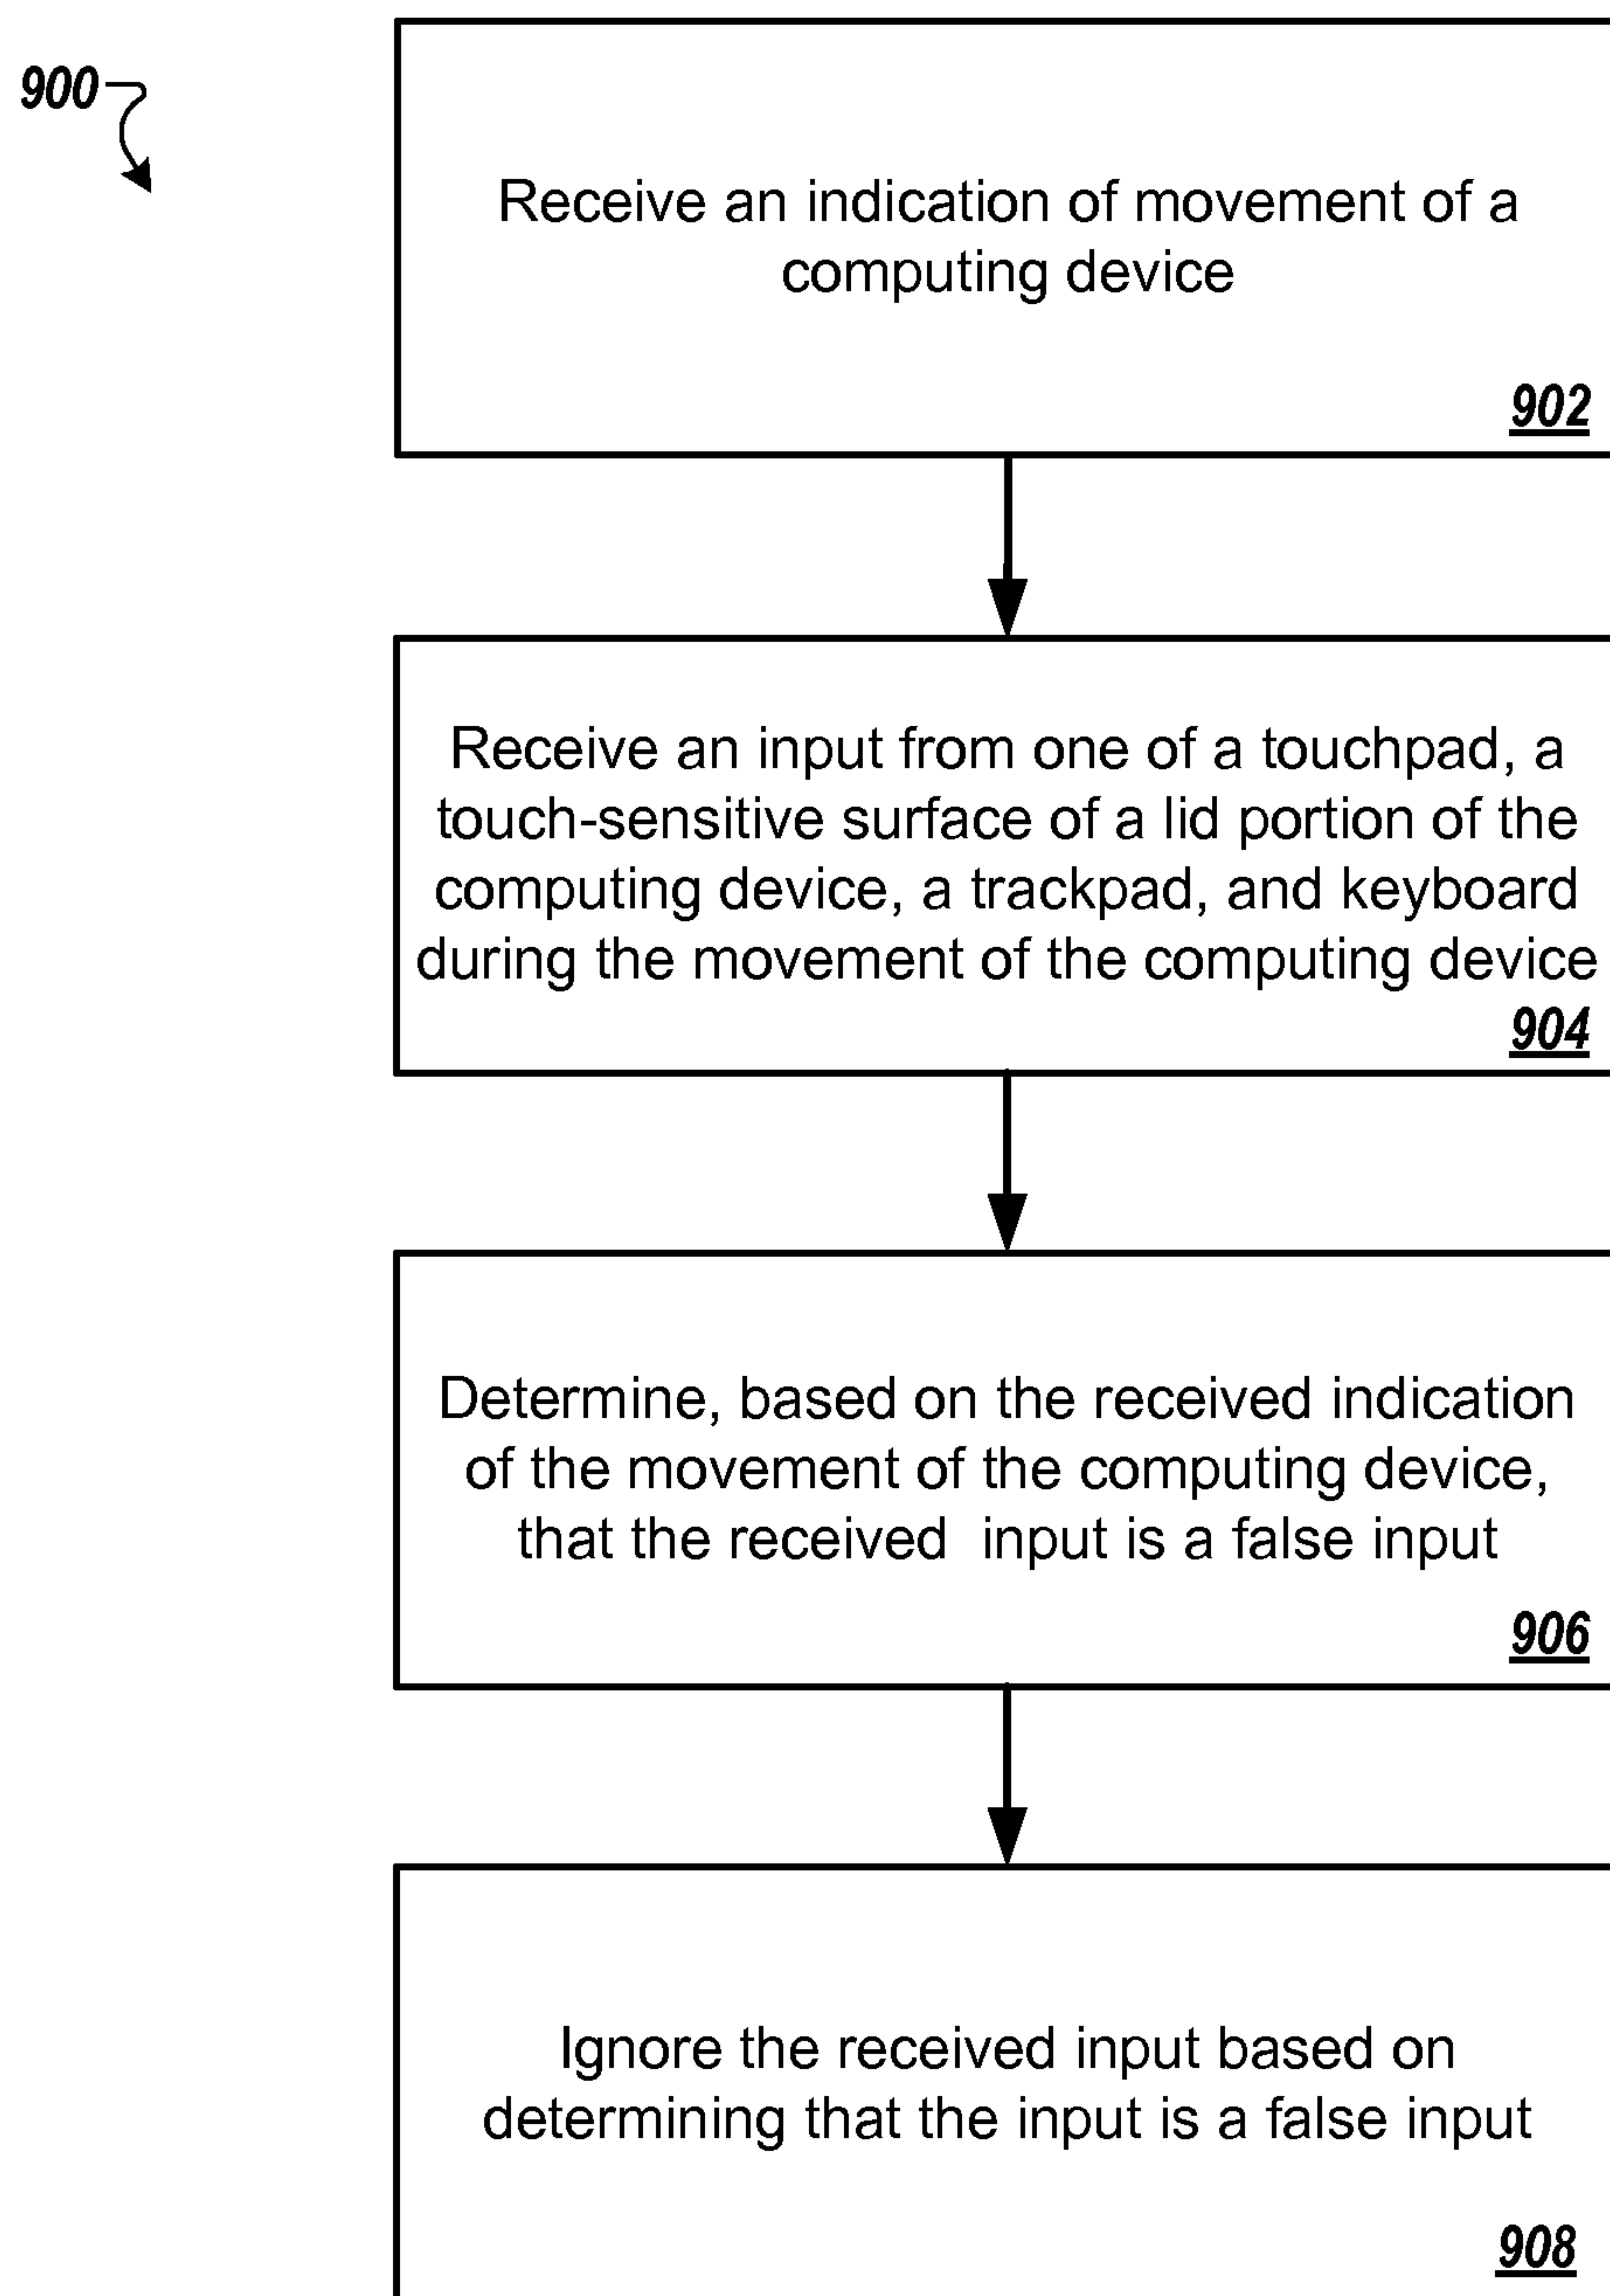 900
Receive an indication of movement of a
computing device
902
Receive an input from one of a touchpad, a
touch-sensitive surface of a lid portion of the
computing device, a trackpad, and keyboard
during the movement of the computing device
904
Determine, based on the received indication
of the movement of the computing device,
that the received  input is a false input
906
Ignore the received input based on
determining that the input is a false input
908